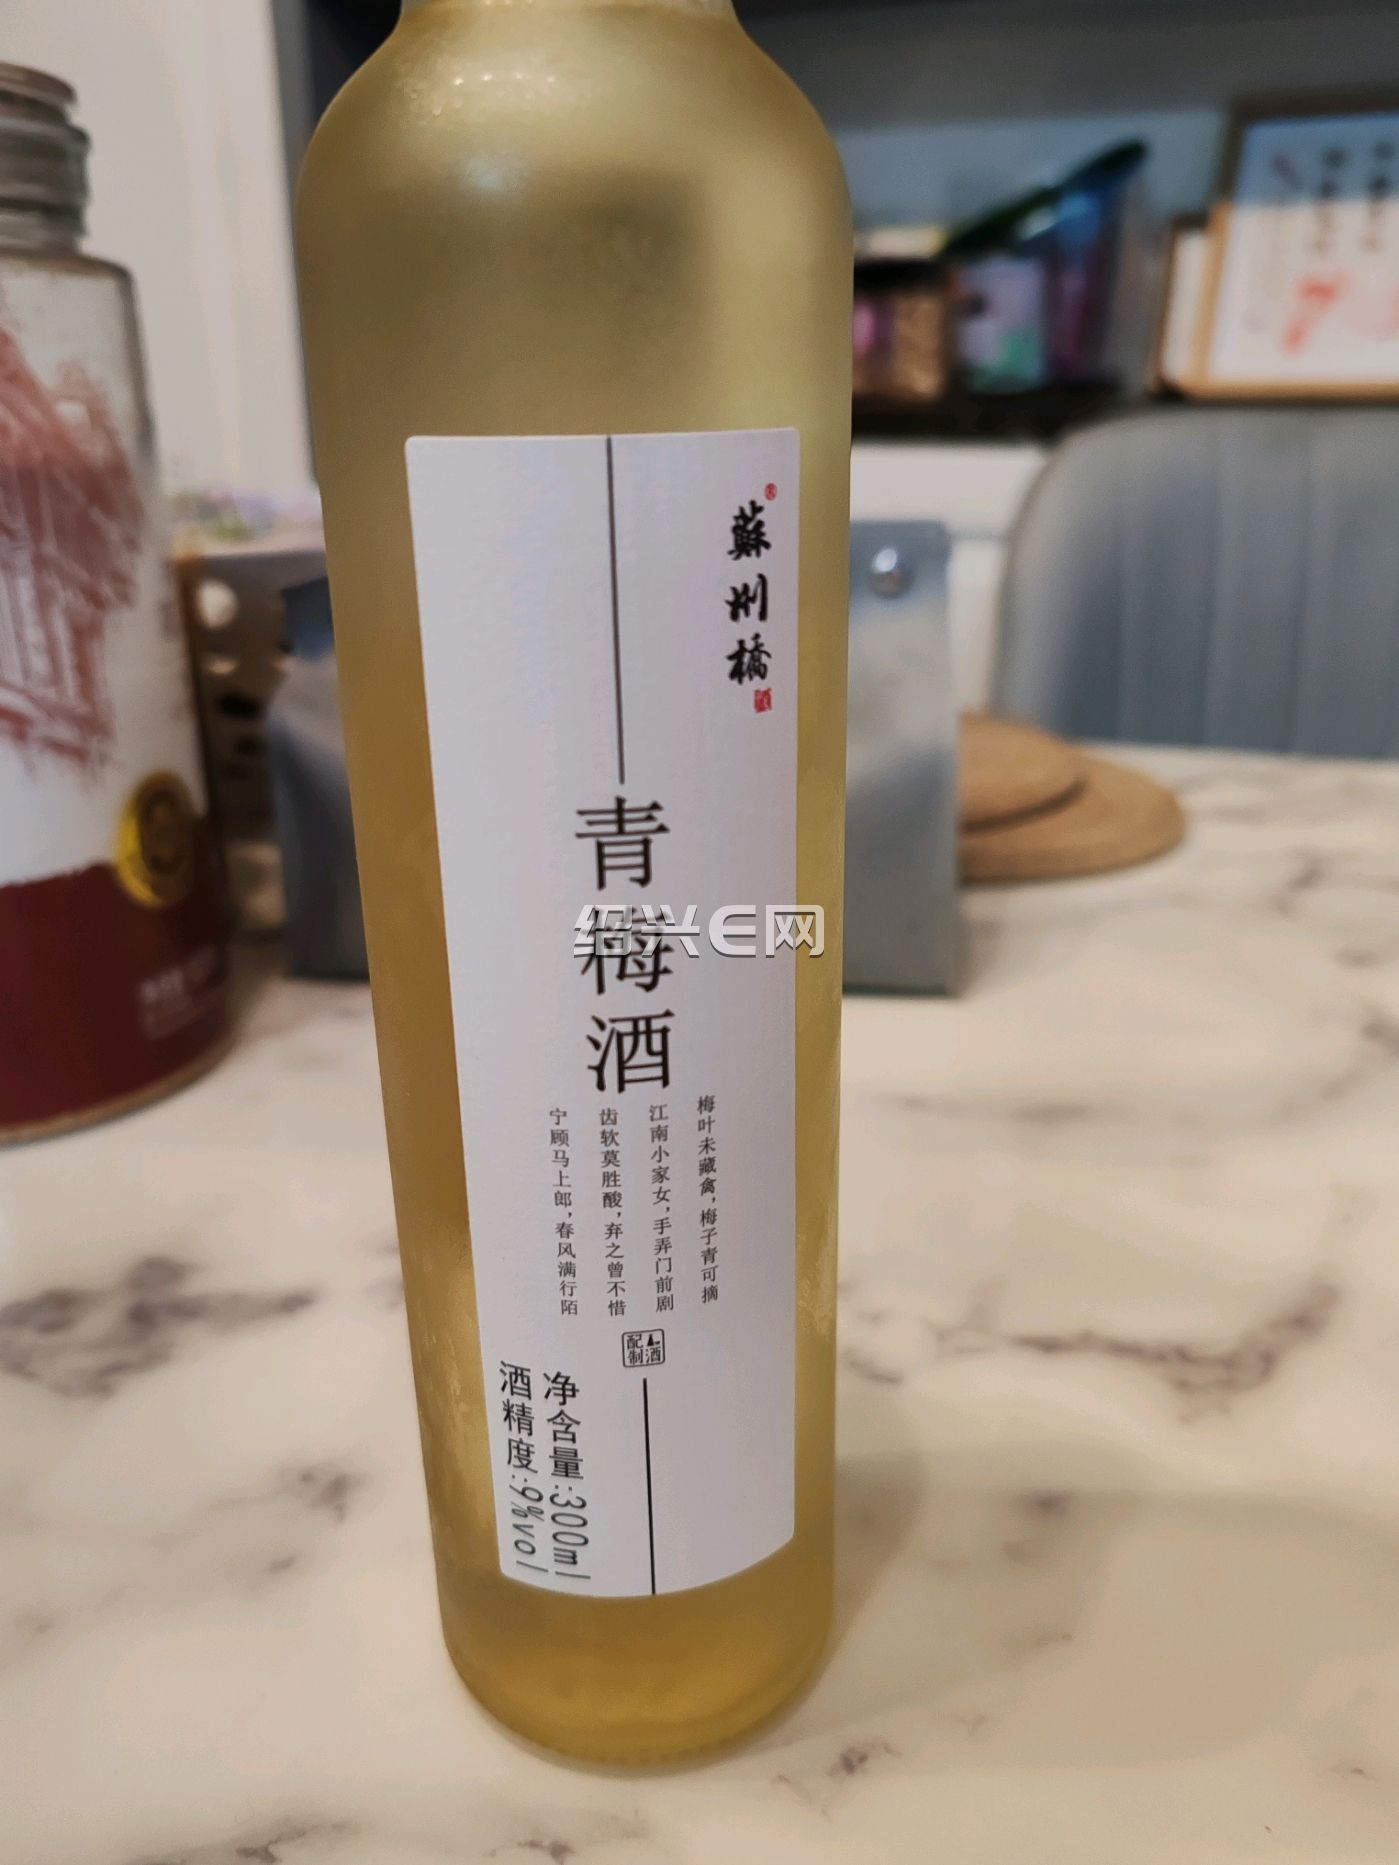 蘇州橋
青梅酒
梅叶未藏禽，梅子青可摘
江南小家女，手弄门前剧
齿软莫胜酸，弃之曾不惜
宁顾马上郎，春风满行陌
配制酒
净含量:300ml
酒精度:9%vol
绍兴E网